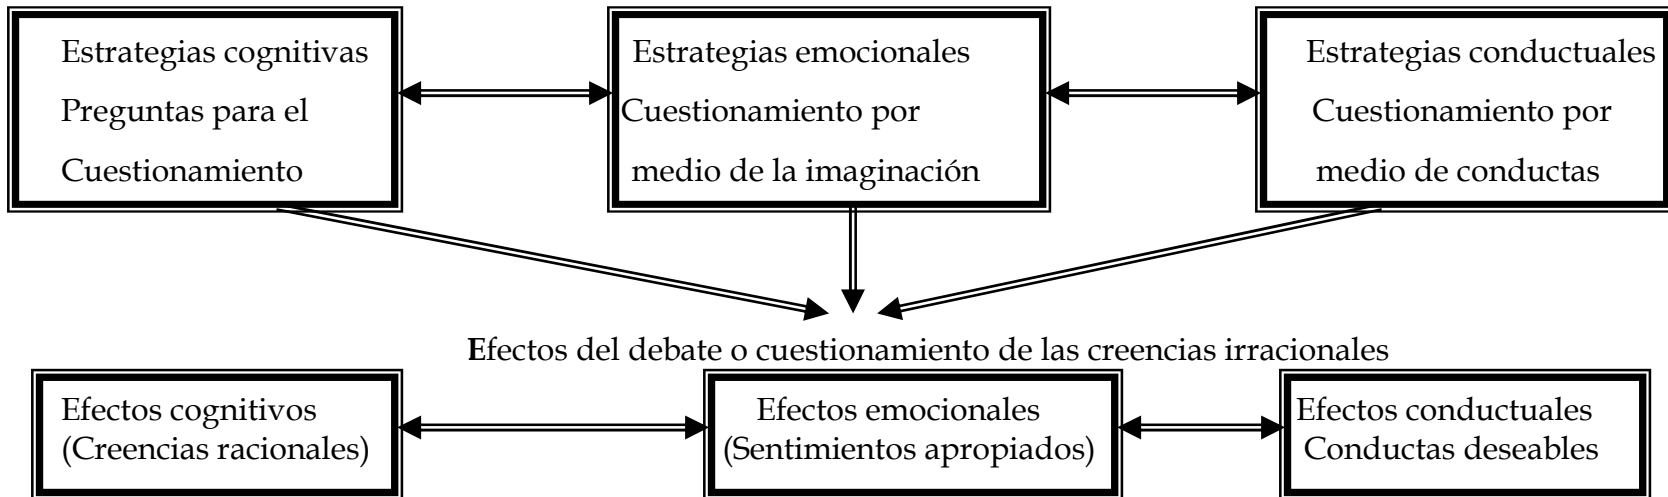 Estrategias cognitivas
Preguntas para el
Cuestionamiento
Estrategias emocionales
Cuestionamiento por
medio de la imaginación
Estrategias conductuales
Cuestionamiento por
medio de conductas
Efectos del debate o cuestionamiento de las creencias irracionales
Efectos cognitivos
(Creencias racionales)
Efectos emocionales
(Sentimientos apropiados)
Efectos conductuales
Conductas deseables